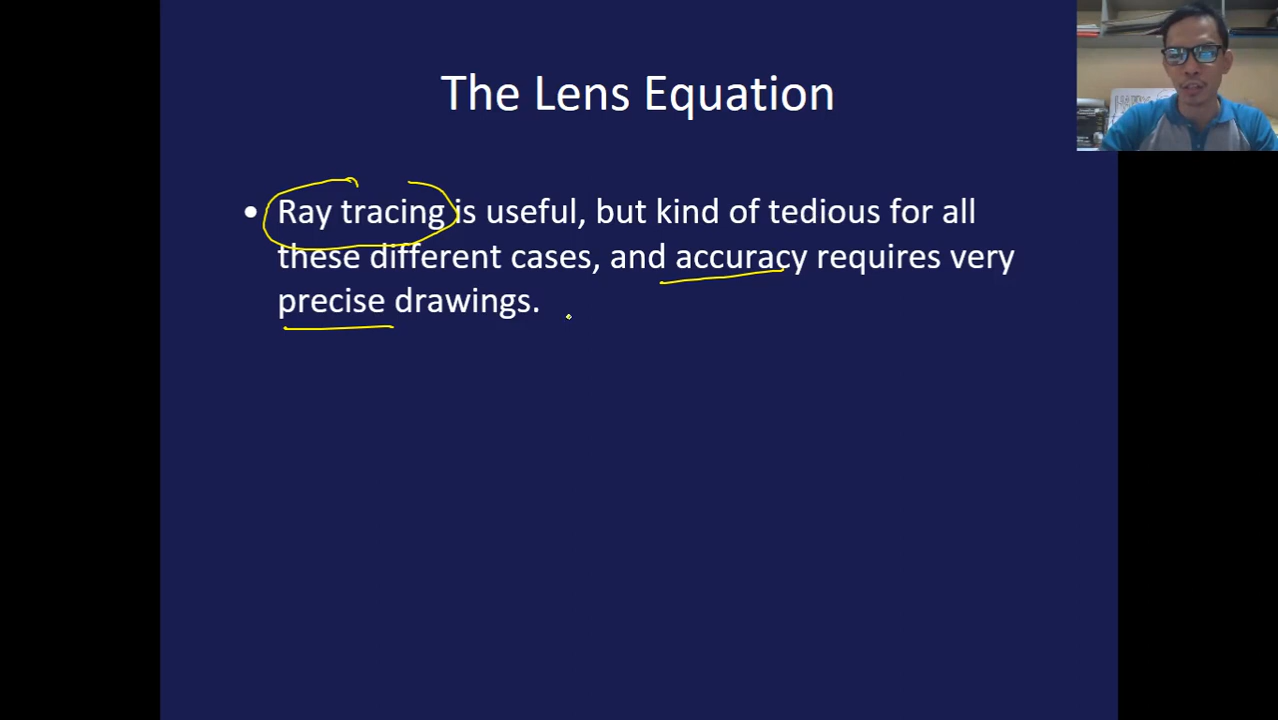 The Lens Equation
• Ray tracing is useful, but kind of tedious for all
these different cases, and accuracy requires very
precise drawings.